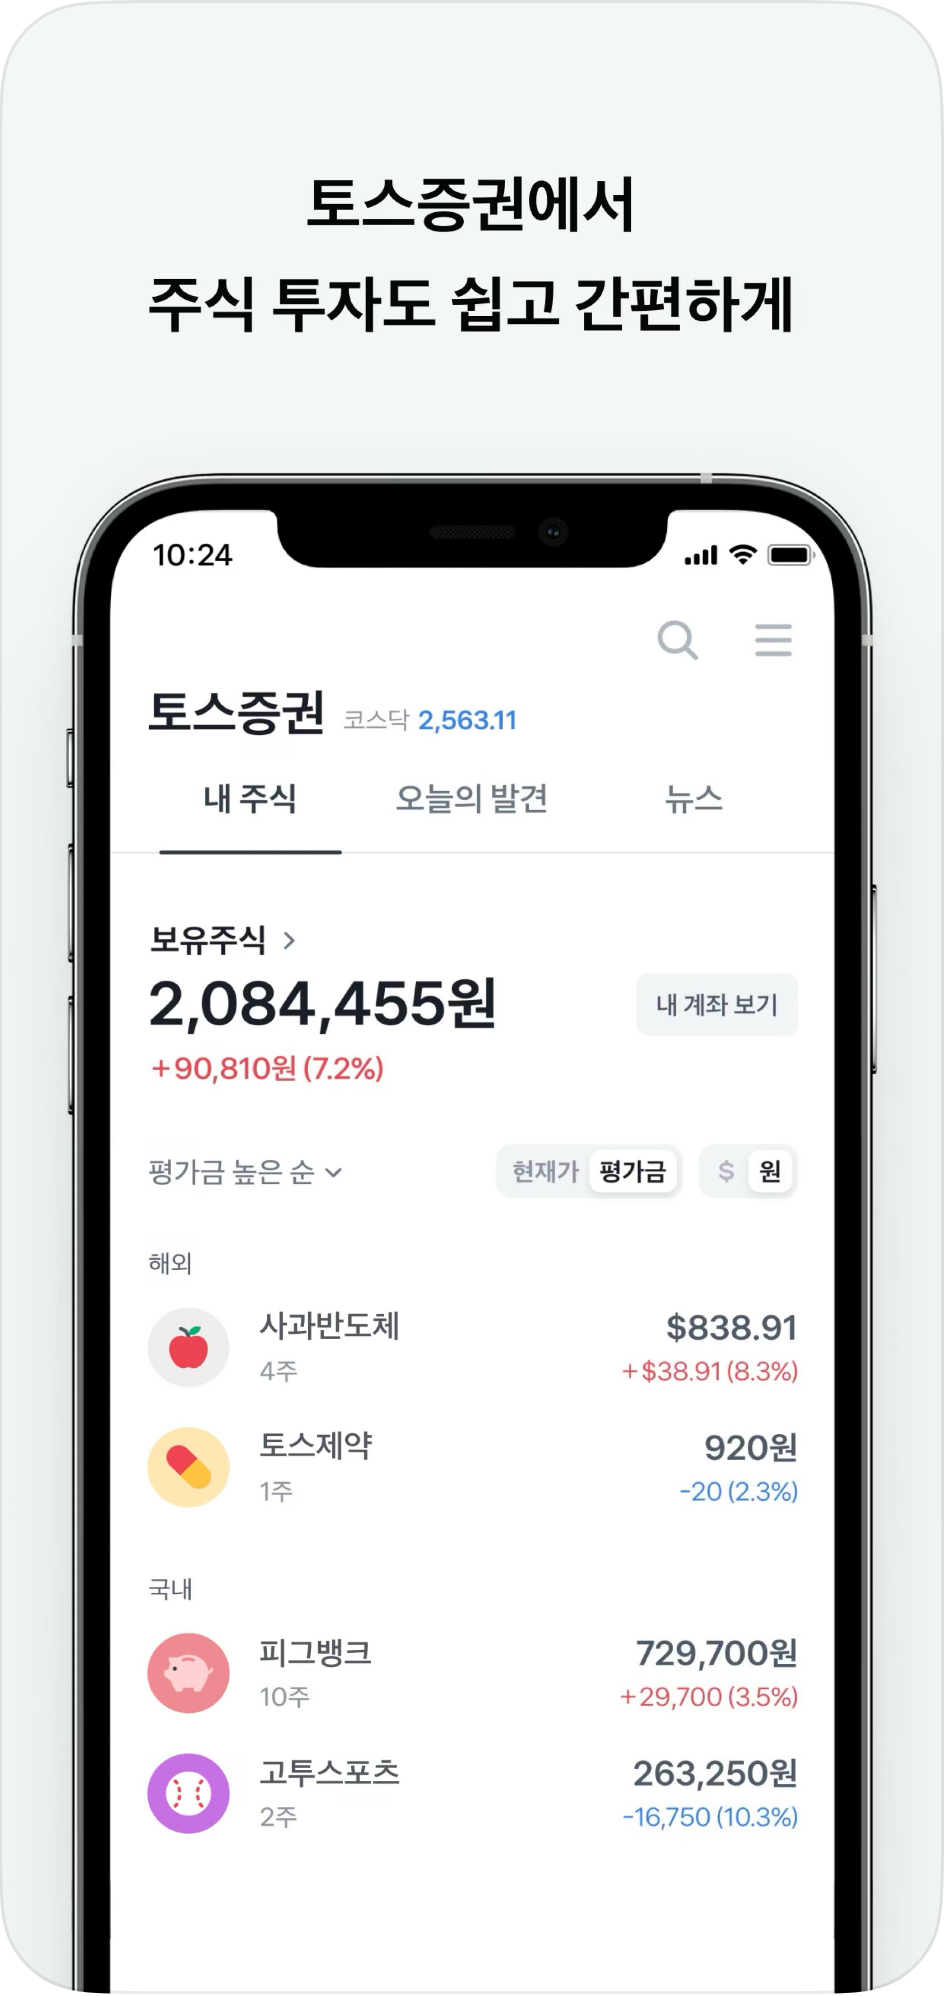 토스증권에서
주식 투자도 쉽고 간편하게
10:24
토스증권 코스닥 2,563.11
내 주식 오늘의 발견 뉴스
보유주식 >
2,084,455원 내 계좌 보기
+90,810원 (7.2%)
평가금 높은 순 현재가 평가금 $ 원
해외
사과반도체 $838.91
4주 +$38.91 (8.3%)
토스제약 920원
1주 -20 (2.3%)
국내
피그뱅크 729,700원
10주 +29,700 (3.5%)
고투스포츠 263,250원
2주 -16,750 (10.3%)